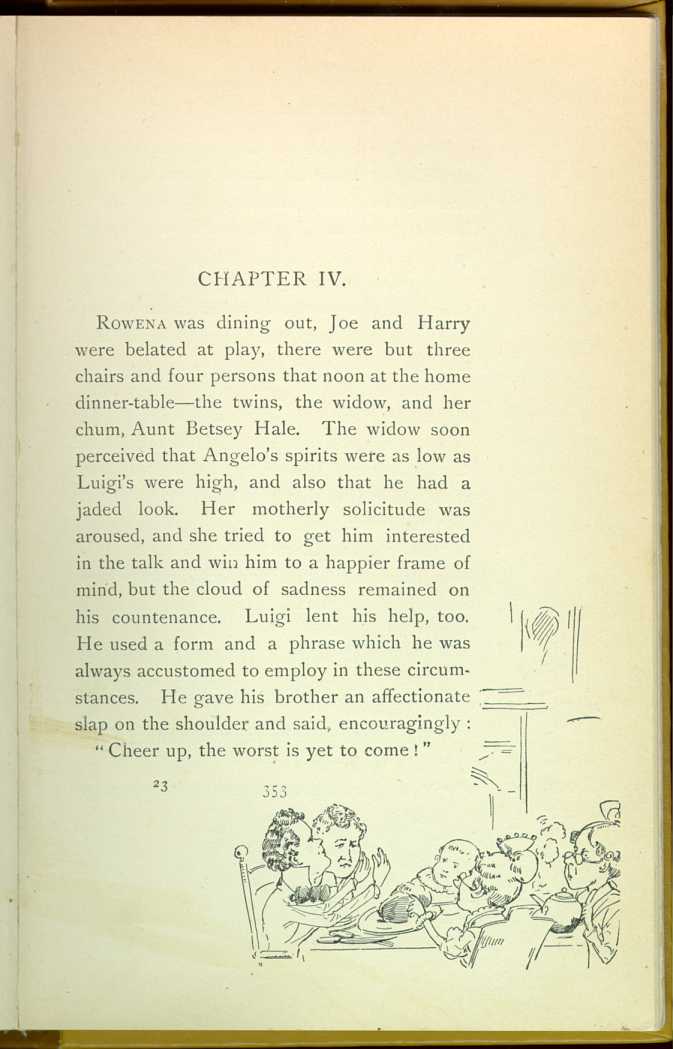 CHAPTER IV.
ROWENA was dining out, Joe and Harry
were belated at play, there were but three
chairs and four persons that noon at the home
dinner-table—the twins, the widow, and her
chum, Aunt Betsey Hale. The widow soon
perceived that Angelo's spirits were as low as
Luigi's were high, and also that he had a
jaded look. Her motherly solicitude was
aroused, and she tried to get him interested
in the talk and win him to a happier frame of
mind, but the cloud of sadness remained on
his countenance. Luigi lent his help, too.
He used a form and a phrase which he was
always accustomed to employ in these circum-
stances. He gave his brother an affectionate
slap on the shoulder and said, encouragingly :
" Cheer up, the worst is yet to come ! "
23 353